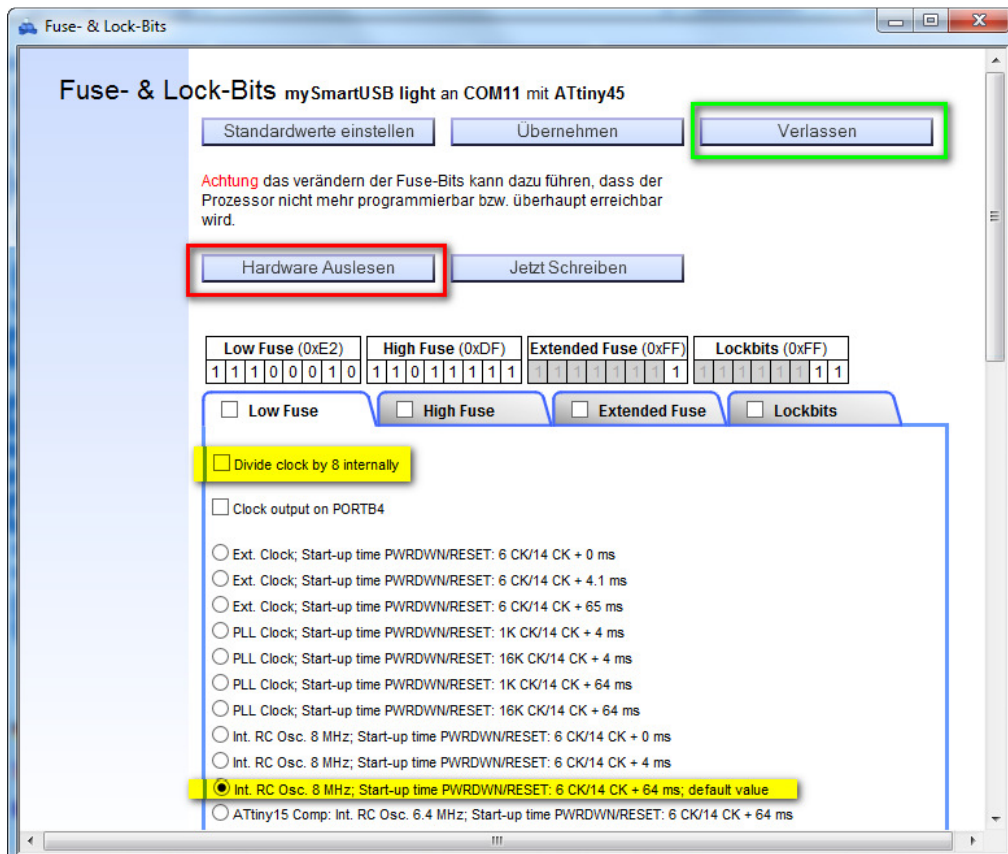 Fuse- & Lock-Bits
Fuse- & Lock-Bits mySmartUSB light an COM11 mit ATtiny45
Standardwerte einstellen Übernehmen Verlassen
Achtung das verändern der Fuse-Bits kann dazu führen, dass der
Prozessor nicht mehr programmierbar bzw. überhaupt erreichbar
wird.
Hardware Auslesen Jetzt Schreiben
Low Fuse (0xE2) High Fuse (0xDF) Extended Fuse (0xFF) Lockbits (0xFF)
1 1 1 0 0 0 1 0 1 1 0 1 1 1 1 1 1 1 1 1 1 1 1 1 1 1 1 1 1 1 1 1
Low Fuse High Fuse Extended Fuse Lockbits
Divide clock by 8 internally
Clock output on PORTB4
Ext. Clock; Start-up time PWRDWN/RESET: 6 CK/14 CK + 0 ms
Ext. Clock; Start-up time PWRDWN/RESET: 6 CK/14 CK + 4.1 ms
Ext. Clock; Start-up time PWRDWN/RESET: 6 CK/14 CK + 65 ms
PLL Clock; Start-up time PWRDWN/RESET: 1K CK/14 CK + 4 ms
PLL Clock; Start-up time PWRDWN/RESET: 16K CK/14 CK + 4 ms
PLL Clock; Start-up time PWRDWN/RESET: 1K CK/14 CK + 64 ms
PLL Clock; Start-up time PWRDWN/RESET: 16K CK/14 CK + 64 ms
Int. RC Osc. 8 MHz; Start-up time PWRDWN/RESET: 6 CK/14 CK + 0 ms
Int. RC Osc. 8 MHz; Start-up time PWRDWN/RESET: 6 CK/14 CK + 4 ms
Int. RC Osc. 8 MHz; Start-up time PWRDWN/RESET: 6 CK/14 CK + 64 ms; default value
ATtiny15 Comp: Int. RC Osc. 6.4 MHz; Start-up time PWRDWN/RESET: 6 CK/14 CK + 64 ms